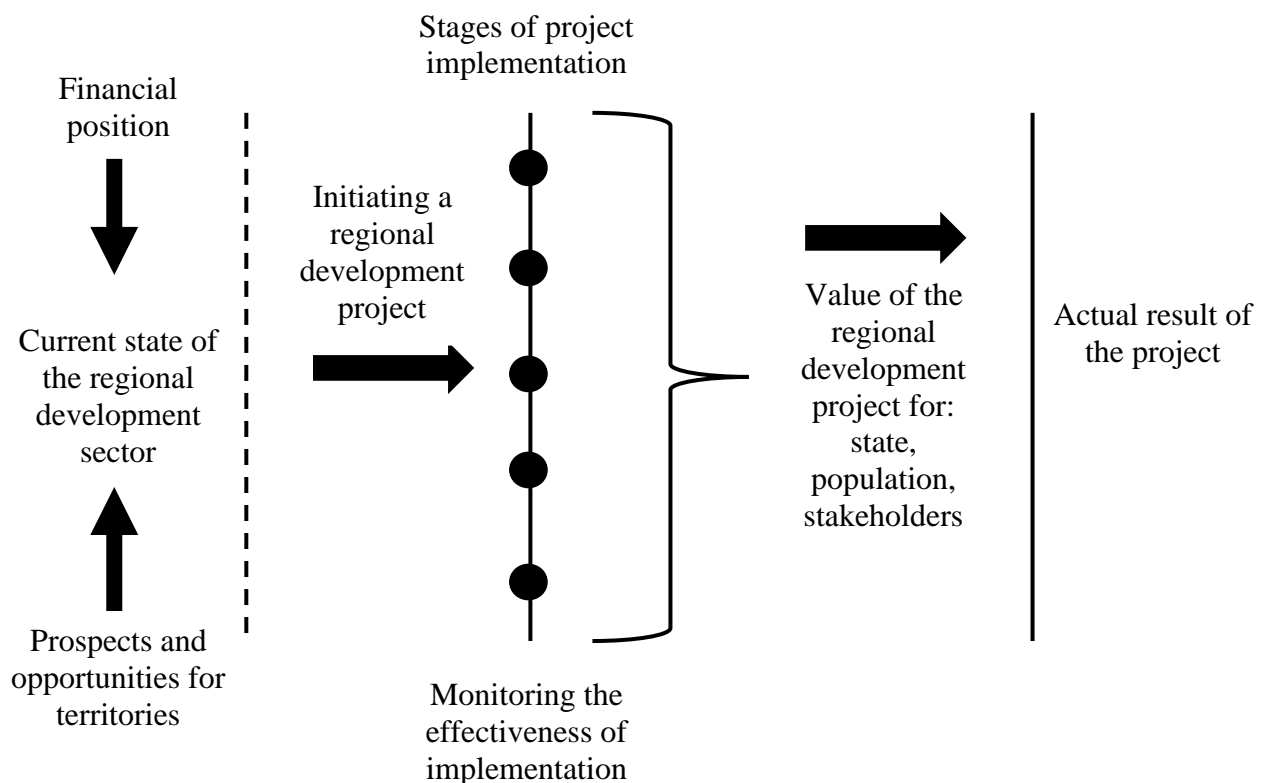 Stages of project
implementation
Financial
position
Initiating a
regional
development
project
Current state of
the regional
development
sector
Prospects and
opportunities for
territories
Monitoring the
effectiveness of
implementation
Value of the
regional
development
project for:
state,
population,
stakeholders
Actual result of
the project